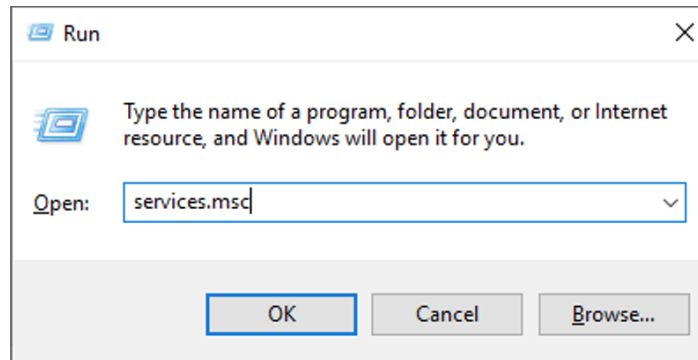 Run
Type the name of a program, folder, document, or Internet
resource, and Windows will open it for you.
Open: services.msc
OK Cancel Browse...